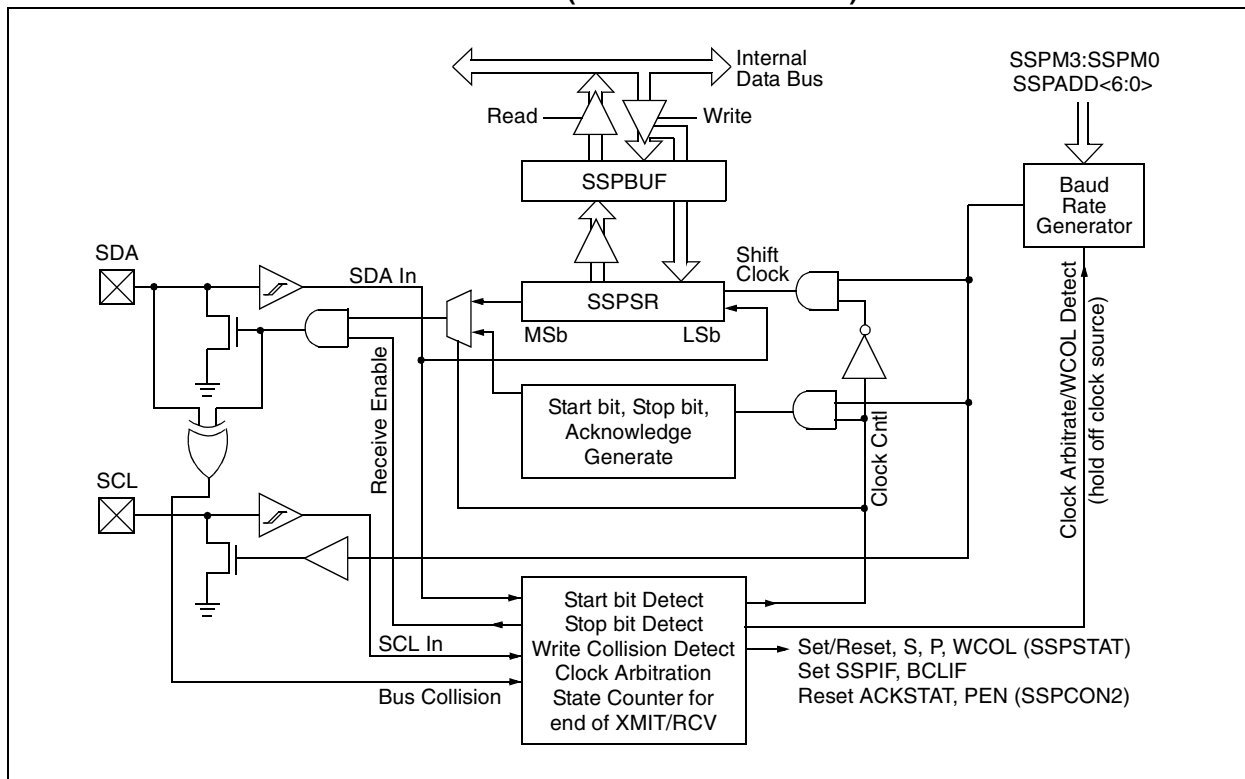 Internal
Data Bus
Read
Write
SSPM3:SSPM0
SSPADD<6:0>
SSPBUF
Baud
Rate
Generator
SDA
SDA In
Shift
Clock
SSPSR
MSb
LSb
Receive Enable
Start bit, Stop bit,
Acknowledge
Generate
Clock Cntl
Clock Arbitrate/WCOL Detect
(hold off clock source)
SCL
SCL In
Bus Collision
Start bit Detect
Stop bit Detect
Write Collision Detect
Clock Arbitration
State Counter for
end of XMIT/RCV
Set/Reset, S, P, WCOL (SSPSTAT)
Set SSPIF, BCLIF
Reset ACKSTAT, PEN (SSPCON2)